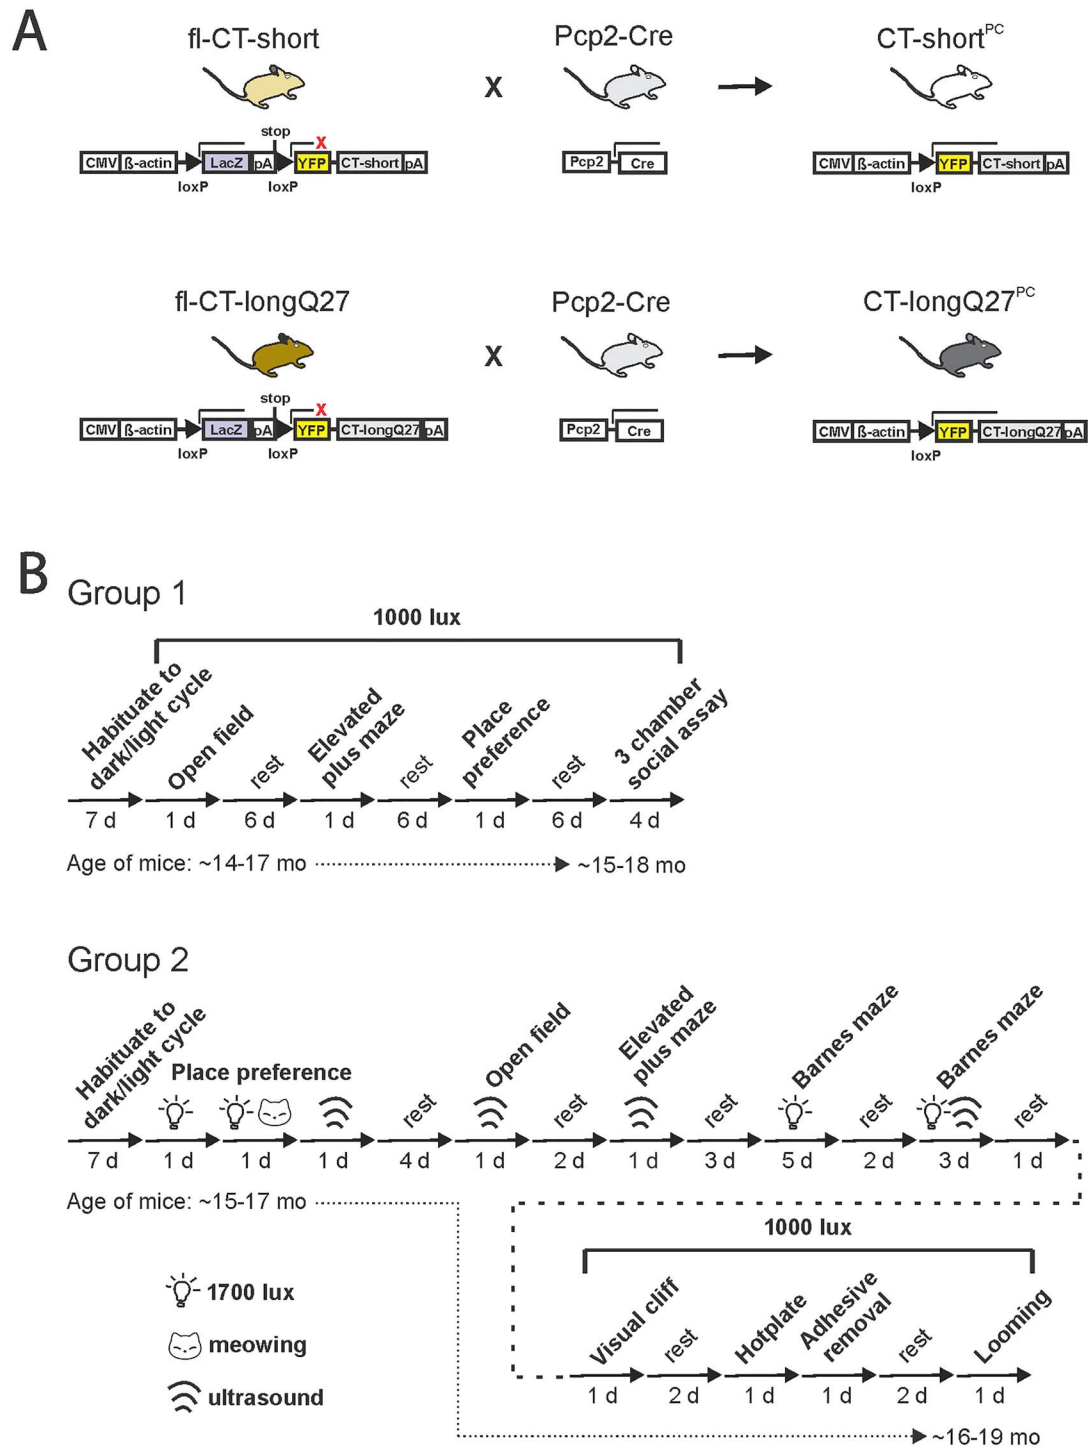 A
fl-CT-short
Pcp2-Cre
CT-shortPC
X
stop
X
CMV ß-actin LacZ pA YFP CT-short pA
loxP loxP
Pcp2 Cre
CMV ß-actin YFP CT-short pA
loxP
fl-CT-longQ27
Pcp2-Cre
CT-longQ27PC
X
stop
X
CMV ß-actin LacZ pA YFP CT-longQ27 pA
loxP loxP
Pcp2 Cre
CMV ß-actin YFP CT-longQ27 pA
loxP
B
Group 1
1000 lux
Habituate to
dark/light cycle
Open field
rest
Elevated
plus maze
rest
Place
preference
rest
3 chamber
social assay
7 d 1 d 6 d 1 d 6 d 1 d 6 d 4 d
Age of mice: ~14-17 mo ~15-18 mo
Group 2
Habituate to
dark/light cycle
Place preference
rest
Open field
rest
Elevated
plus maze
rest
Barnes maze
rest
Barnes maze
rest
7 d 1 d 1 d 1 d 4 d 1 d 2 d 1 d 3 d 5 d 2 d 3 d 1 d
Age of mice: ~15-17 mo
1000 lux
1700 lux
meowing
ultrasound
Visual cliff
rest
Hotplate
Adhesive
removal
rest
Looming
1 d 2 d 1 d 1 d 2 d 1 d
~16-19 mo